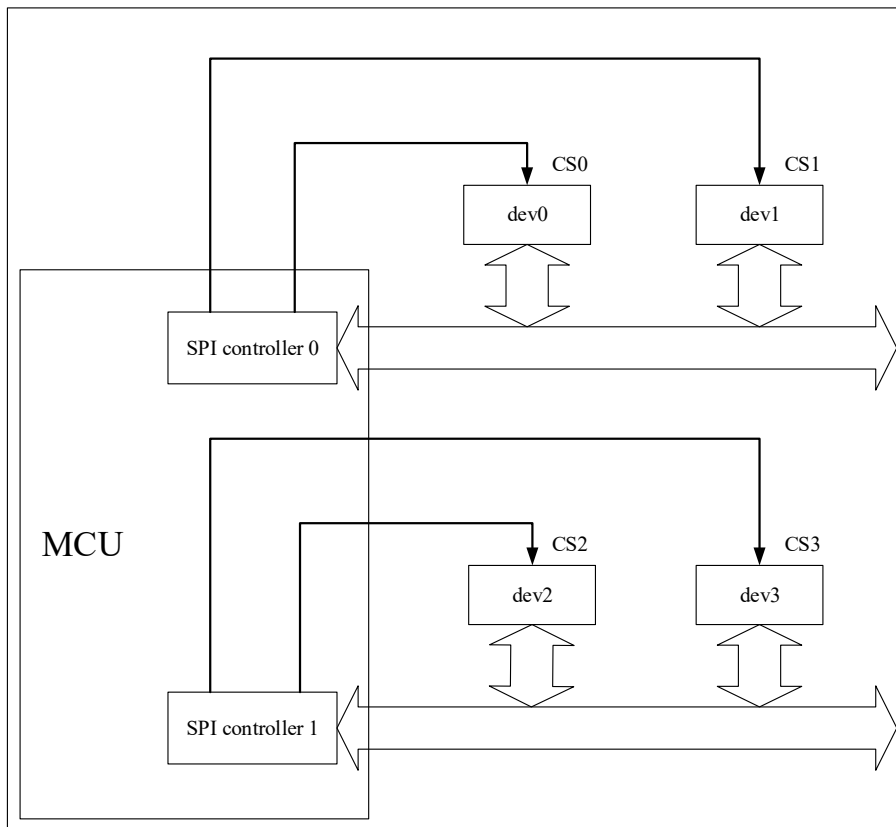 CS0
CS1
dev0
dev1
SPI controller 0
MCU
CS2
CS3
dev2
dev3
SPI controller 1